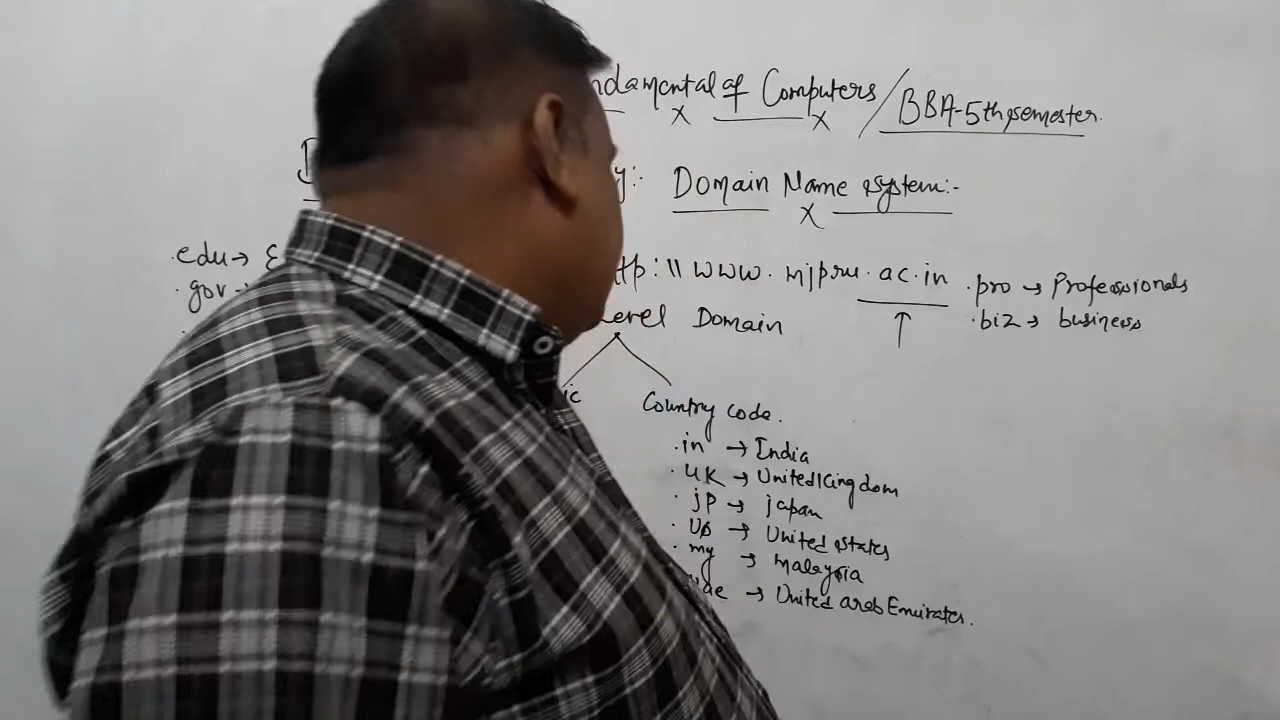 ndamental of Computers / BBA-5th semester.
y:- Domain Name System:-
.edu →
ttp:\\www.mjpru.ac.in
.gov →
.pro → Professionals
Level Domain
.biz → business
ic
Country code.
.in → India
.UK → United Kingdom
.jp → japan
.US → United States
.my → malaysia
uae → United arab Emirates.